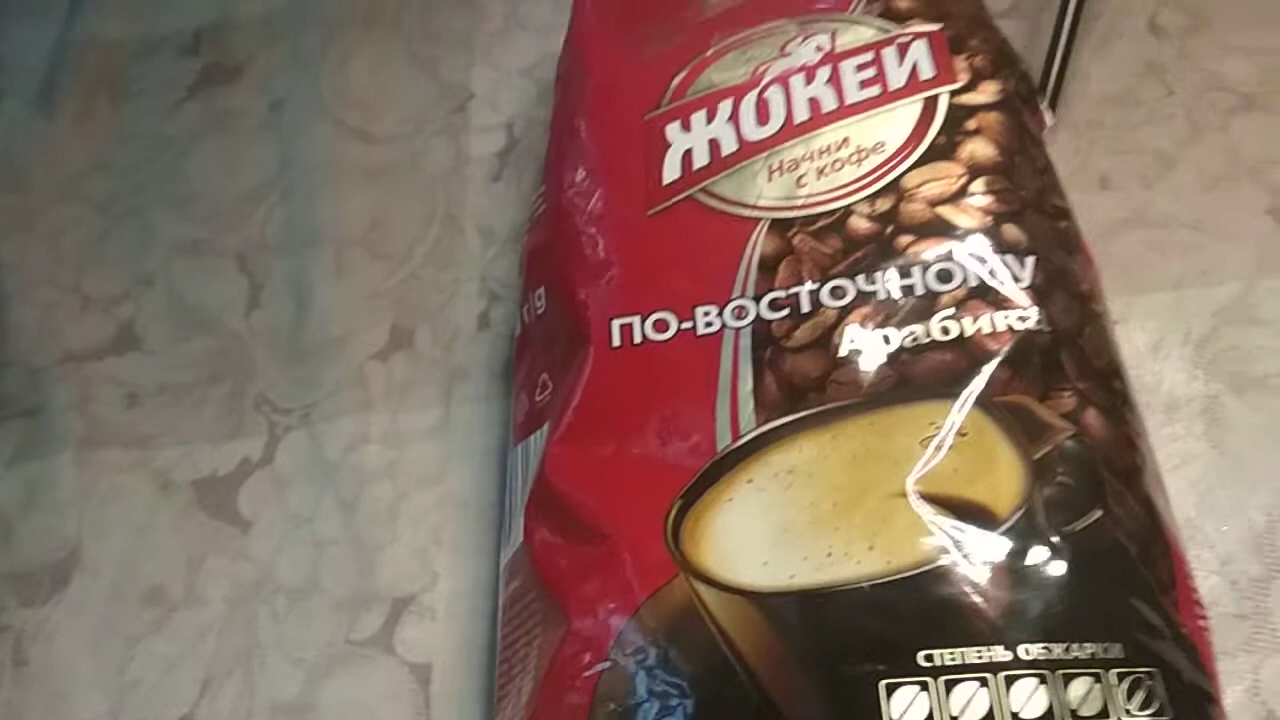 ЖОКЕЙ
Начни
с кофе
ПО-ВОСТОЧНОМУ
Арабика
СТЕПЕНЬ ОБЖАРКИ